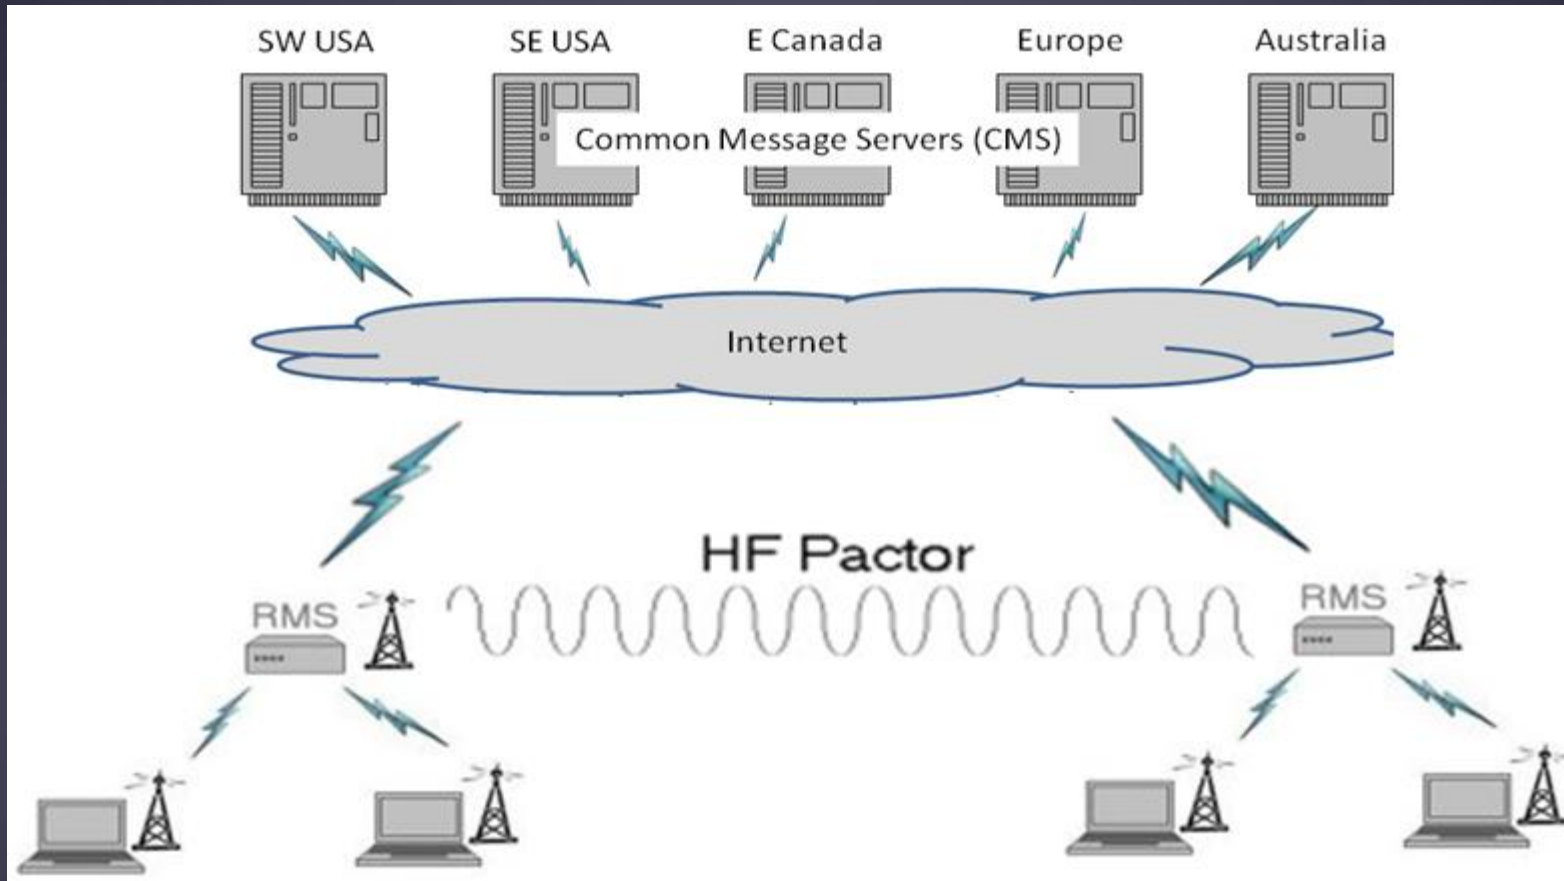 SW USA
SE USA
E Canada
Europe
Australia
Common Message Servers (CMS)
Internet
HF Pactor
RMS
RMS